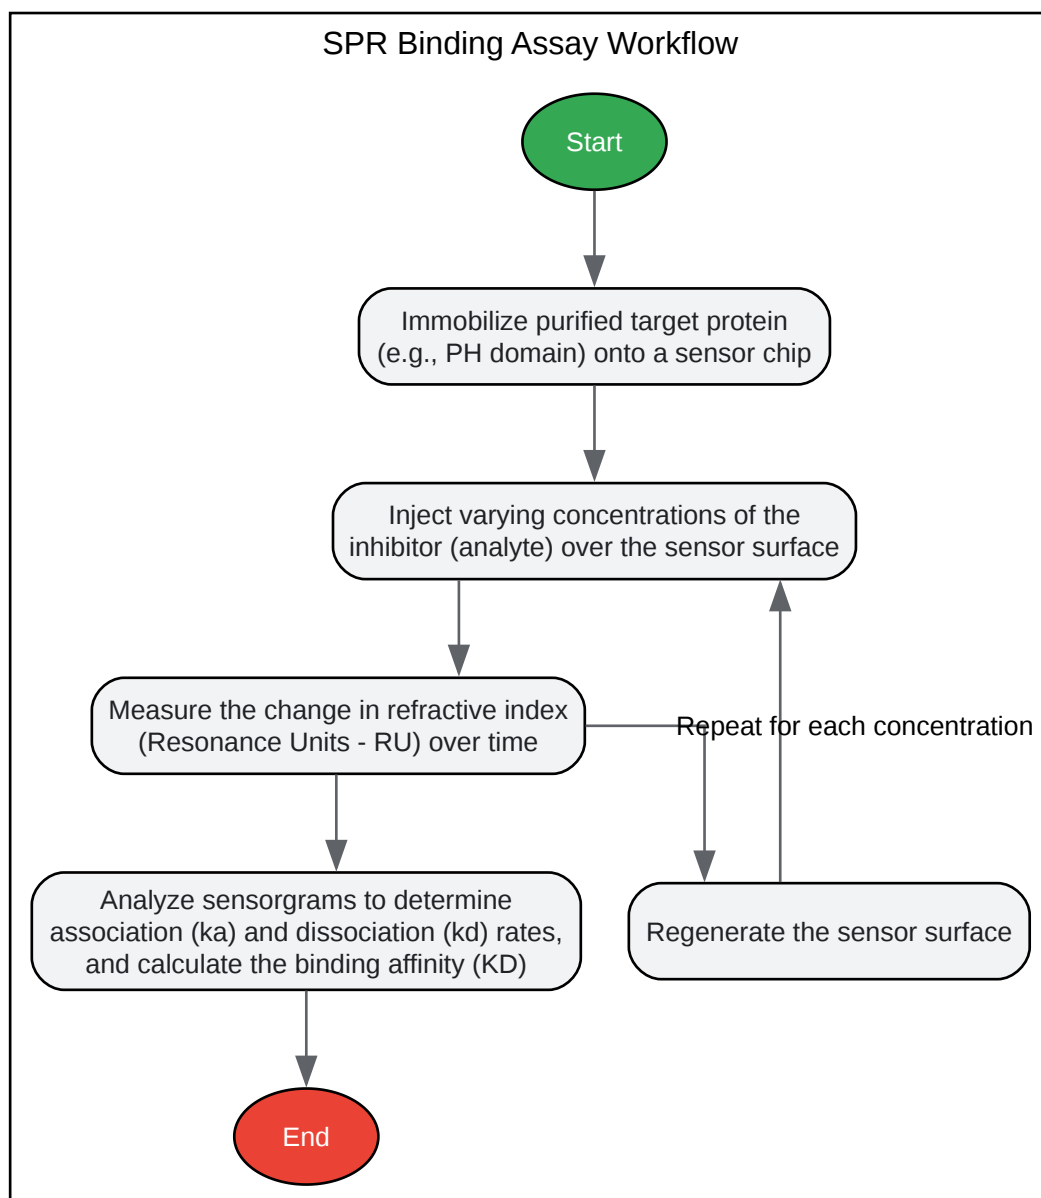 SPR Binding Assay Workflow
Start
Immobilize purified target protein
(e.g., PH domain) onto a sensor chip
Inject varying concentrations of the
inhibitor (analyte) over the sensor surface
Measure the change in refractive index
(Resonance Units - RU) over time
Repeat for each concentration
Analyze sensorgrams to determine
association (ka) and dissociation (kd) rates,
and calculate the binding affinity (KD)
Regenerate the sensor surface
End